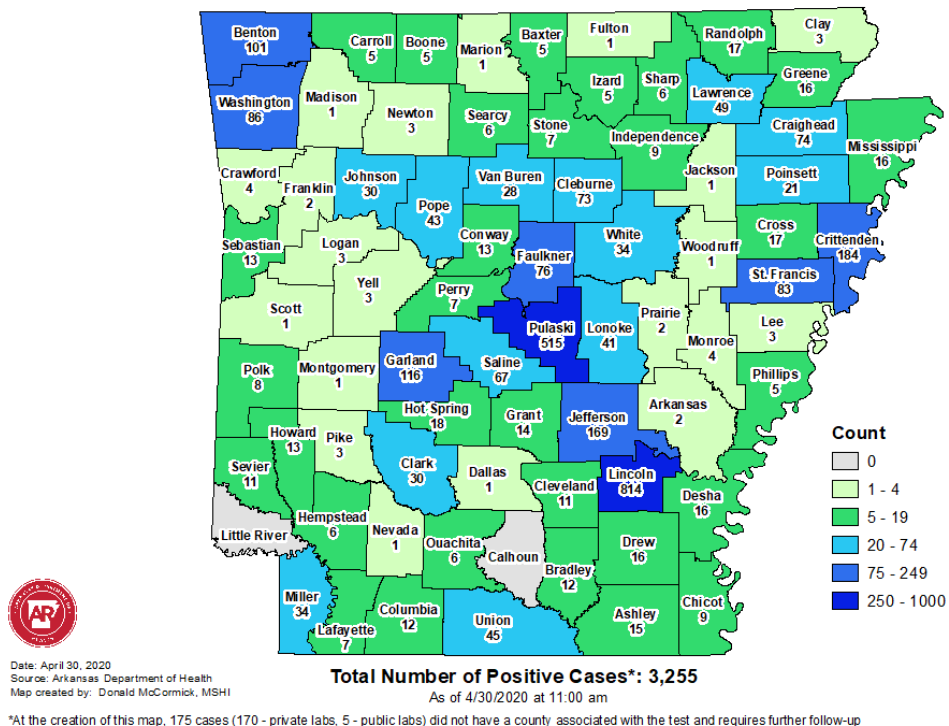 Benton
101
Carroll
5
Boone
5
Marion
1
Baxter
5
Fulton
1
Randolph
17
Clay
3
Washington
86
Madison
1
Newton
3
Searcy
6
Stone
7
Izard
5
Sharp
6
Lawrence
49
Greene
16
Independence
9
Craighead
74
Mississippi
16
Crawford
4
Franklin
2
Johnson
30
Pope
43
Van Buren
28
Cleburne
73
Jackson
1
Poinsett
21
Sebastian
13
Logan
3
Conway
13
Faulkner
76
White
34
Woodruff
1
Cross
17
Crittenden
184
St. Francis
83
Yell
3
Perry
7
Scott
1
Pulaski
515
Lonoke
41
Prairie
2
Monroe
4
Lee
3
Polk
8
Montgomery
1
Garland
116
Saline
67
Phillips
5
Hot Spring
18
Grant
14
Jefferson
169
Arkansas
2
Howard
13
Pike
3
Sevier
11
Clark
30
Dallas
1
Cleveland
11
Lincoln
814
Desha
16
Little River
Hempstead
6
Nevada
1
Ouachita
6
Calhoun
Bradley
12
Drew
16
Miller
34
Lafayette
7
Columbia
12
Union
45
Ashley
15
Chicot
9
Count
0
1 - 4
5 - 19
20 - 74
75 - 249
250 - 1000
AR
Date: April 30, 2020
Source: Arkansas Department of Health
Map created by: Donald McCormick, MSHI
Total Number of Positive Cases*: 3,255
As of 4/30/2020 at 11:00 am
*At the creation of this map, 175 cases (170 - private labs, 5 - public labs) did not have a county associated with the test and requires further follow-up